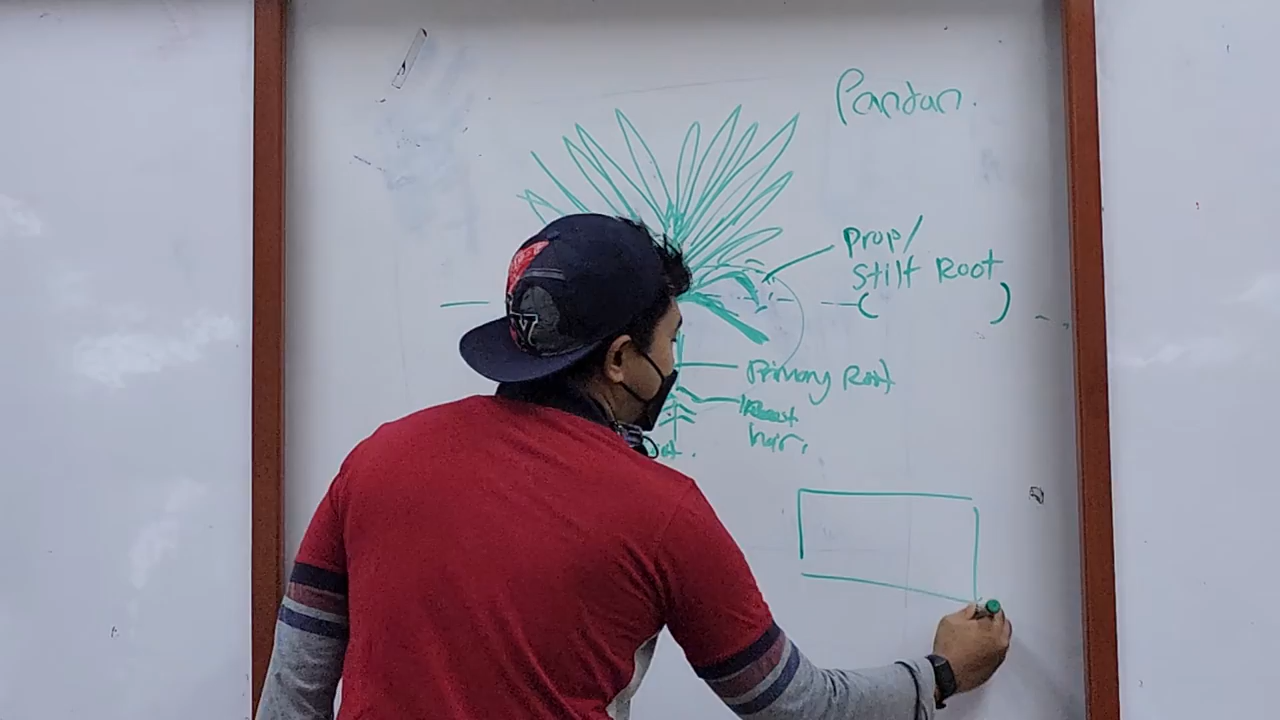 Pandan.
Prop/
Stilt Root
(          )
Primary Root
hair,